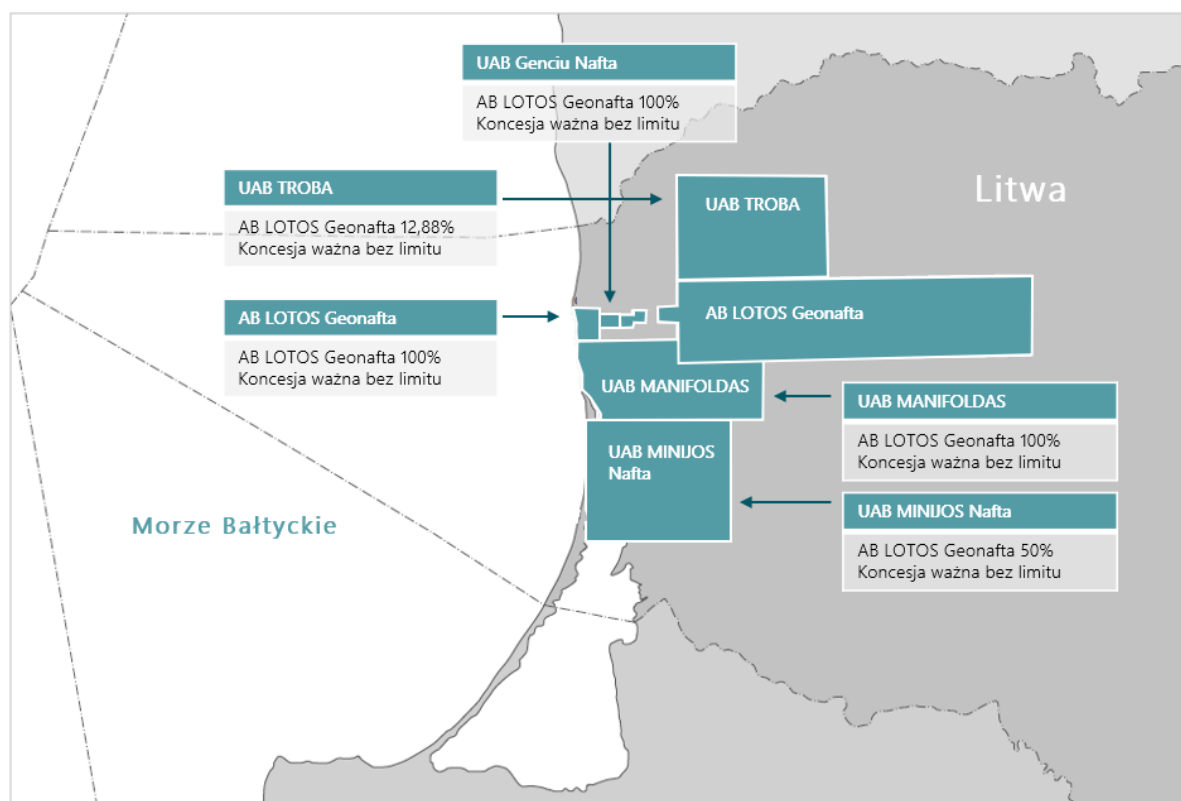 UAB Genciu Nafta
AB LOTOS Geonafta 100%
Koncesja ważna bez limitu
UAB TROBA
AB LOTOS Geonafta 12,88%
Koncesja ważna bez limitu
UAB TROBA
Litwa
AB LOTOS Geonafta
AB LOTOS Geonafta 100%
Koncesja ważna bez limitu
AB LOTOS Geonafta
UAB MANIFOLDAS
UAB MANIFOLDAS
AB LOTOS Geonafta 100%
Koncesja ważna bez limitu
UAB MINIJOS
Nafta
UAB MINIJOS Nafta
AB LOTOS Geonafta 50%
Koncesja ważna bez limitu
Morze Bałtyckie